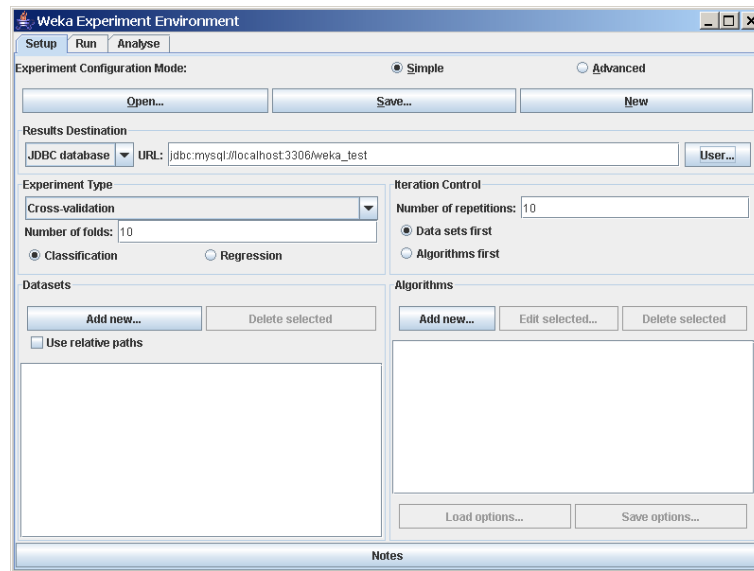 Weka Experiment Environment
Setup Run Analyse
Experiment Configuration Mode: Simple Advanced
Open... Save... New
Results Destination
JDBC database URL: jdbc:mysql://localhost:3306/weka_test User...
Experiment Type
Cross-validation
Number of folds: 10
Classification Regression
Iteration Control
Number of repetitions: 10
Data sets first
Algorithms first
Datasets
Add new... Delete selected
Use relative paths
Algorithms
Add new... Edit selected... Delete selected
Load options... Save options...
Notes